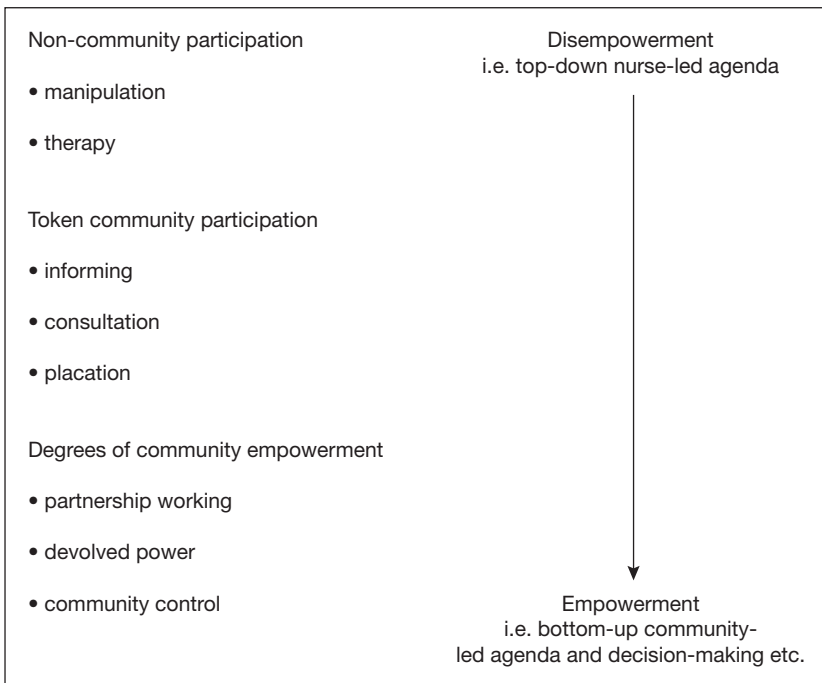 Non-community participation
• manipulation
• therapy
Token community participation
• informing
• consultation
• placation
Degrees of community empowerment
• partnership working
• devolved power
• community control
Disempowerment
i.e. top-down nurse-led agenda
Empowerment
i.e. bottom-up community-
led agenda and decision-making etc.